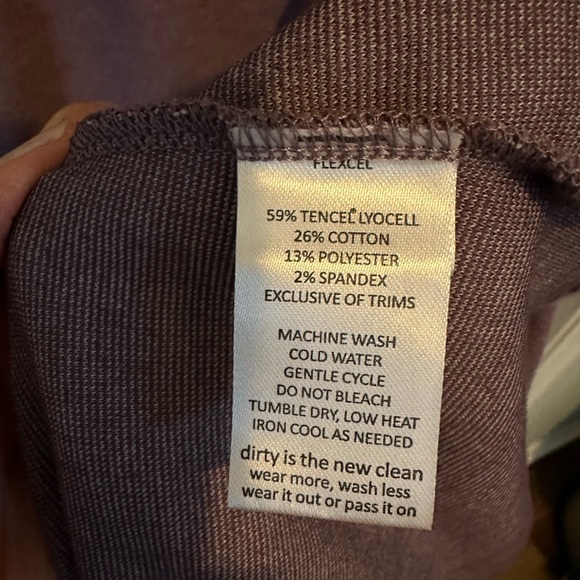 FLEXCEL
59% TENCEL® LYOCELL
26% COTTON
13% POLYESTER
2% SPANDEX
EXCLUSIVE OF TRIMS
MACHINE WASH
COLD WATER
GENTLE CYCLE
DO NOT BLEACH
TUMBLE DRY, LOW HEAT
IRON COOL AS NEEDED
dirty is the new clean
wear more, wash less
wear it out or pass it on